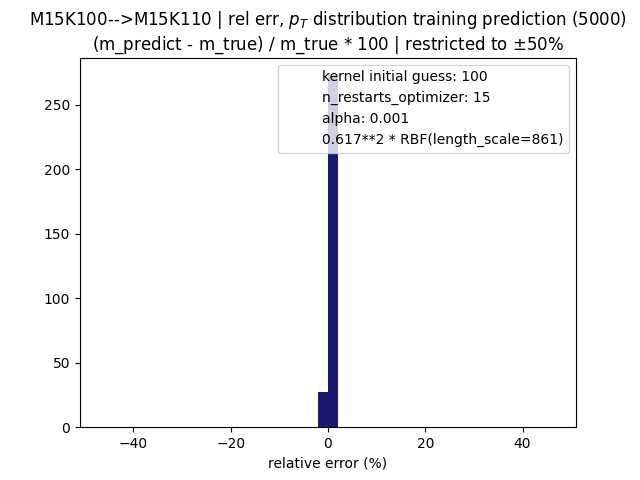 M15K100-->M15K110 | rel err, p_T distribution training prediction (5000)
(m_predict - m_true) / m_true * 100 | restricted to ±50%
kernel initial guess: 100
n_restarts_optimizer: 15
alpha: 0.001
0.617**2 * RBF(length_scale=861)
250
200
150
100
50
0
−40 −20 0 20 40
relative error (%)